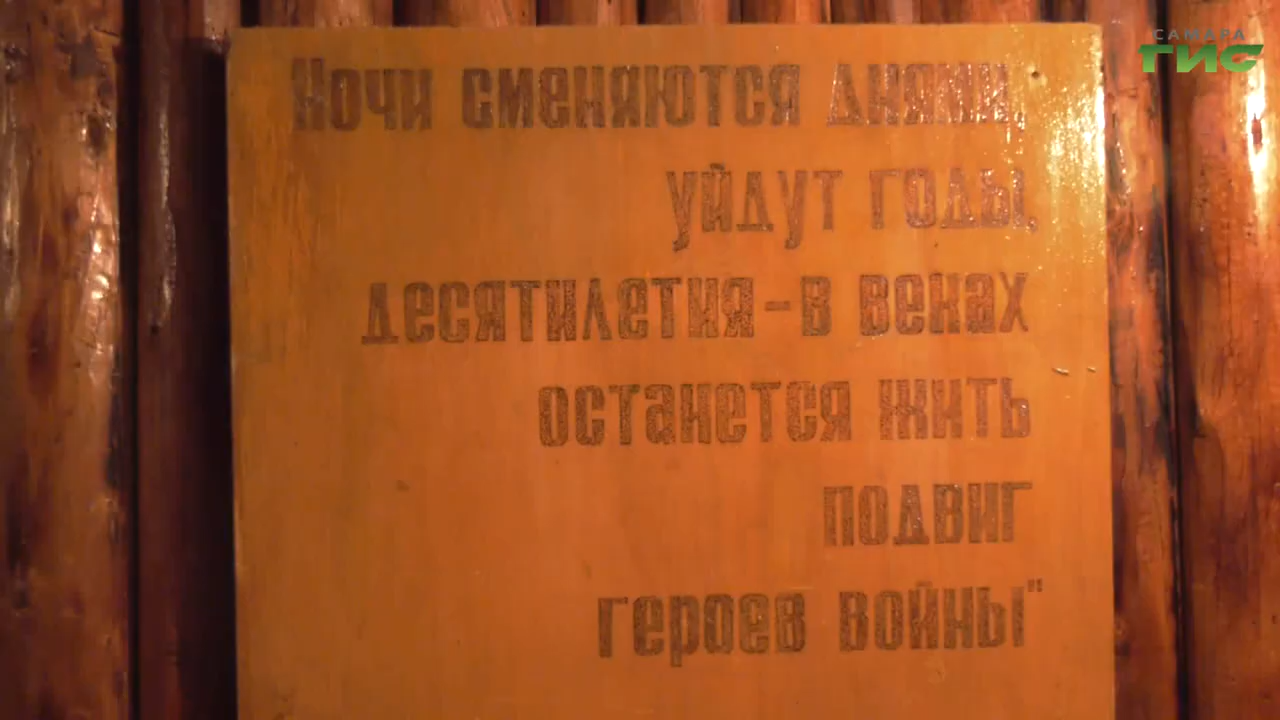 САМАРА
ГИС
Ночи сменяются днями,
уйдут годы,
десятилетия-в веках
останется жить
подвиг
героев войны"